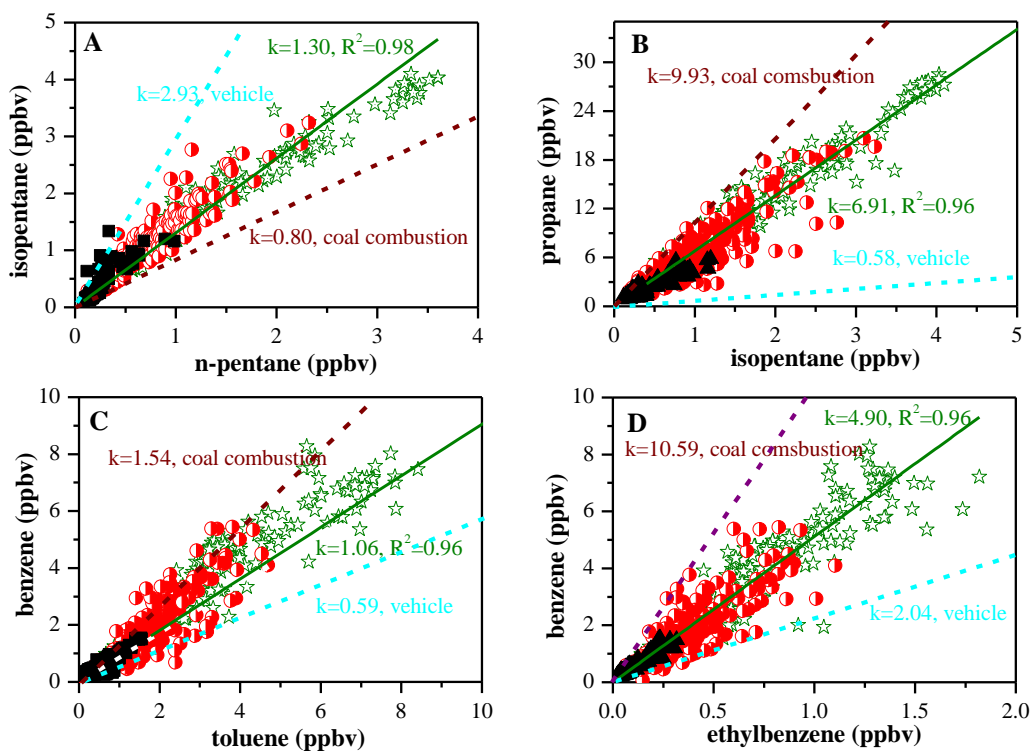 A
k=1.30, R²=0.98
k=2.93, vehicle
k=0.80, coal combustion
isopentane (ppbv)
5
4
3
2
1
0
0 1 2 3 4
n-pentane (ppbv)
B
k=9.93, coal comsbustion
k=6.91, R²=0.96
k=0.58, vehicle
propane (ppbv)
33
24
15
6
0
0 1 2 3 4 5
isopentane (ppbv)
C
k=1.54, coal combustion
k=1.06, R²=0.96
k=0.59, vehicle
benzene (ppbv)
10
8
6
4
2
0
0 2 4 6 8 10
toluene (ppbv)
D
k=4.90, R²=0.96
k=10.59, coal comsbustion
k=2.04, vehicle
benzene (ppbv)
10
8
6
4
2
0
0.0 0.5 1.0 1.5 2.0
ethylbenzene (ppbv)